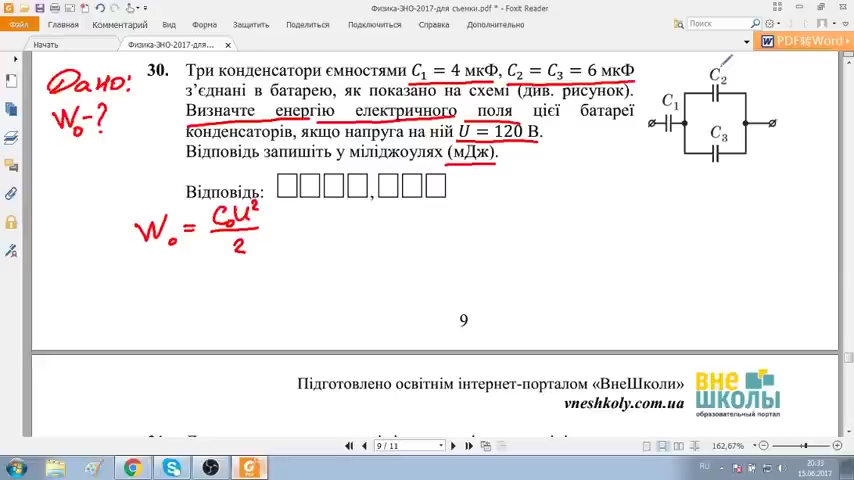 Физика-ЗНО-2017-для съемки.pdf * - Foxit Reader
Файл
Главная
Комментарии
Вид
Форма
Защитить
Поделиться
Справка
Дополнительно
Поиск
Начать
Физика-ЗНО-2017-для...
PDF转Word
Дано:
W₀ - ?
30. Три конденсатори ємностями C₁ = 4 мкФ, C₂ = C₃ = 6 мкФ
з’єднані в батарею, як показано на схемі (див. рисунок).
Визначте енергію електричного поля цієї батареї
конденсаторів, якщо напруга на ній U = 120 В.
Відповідь запишіть у міліджоулях (мДж).
C₂
C₁
C₃
Відповідь: ,
W₀ = C₀U²/2
9
Підготовлено освітнім інтернет-порталом «ВнеШколи»
vneshkoly.com.ua
вне
школы
образовательный портал
9 / 11
162,67%
RU
20:33
15.06.2017